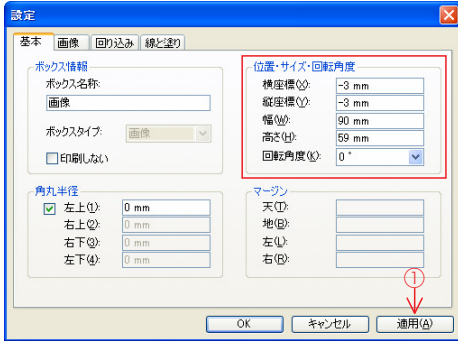 設定
基本 画像 回り込み 線と塗り
ボックス情報
ボックス名称:
画像
ボックスタイプ: 画像
印刷しない
位置・サイズ・回転角度
横座標(X): -3 mm
縦座標(Y): -3 mm
幅(W): 90 mm
高さ(H): 59 mm
回転角度(K): 0 °
角丸半径
左上(1): 0 mm
右上(2): 0 mm
右下(3): 0 mm
左下(4): 0 mm
マージン
天(T):
地(B):
左(L):
右(R):
①
OK キャンセル 適用(A)